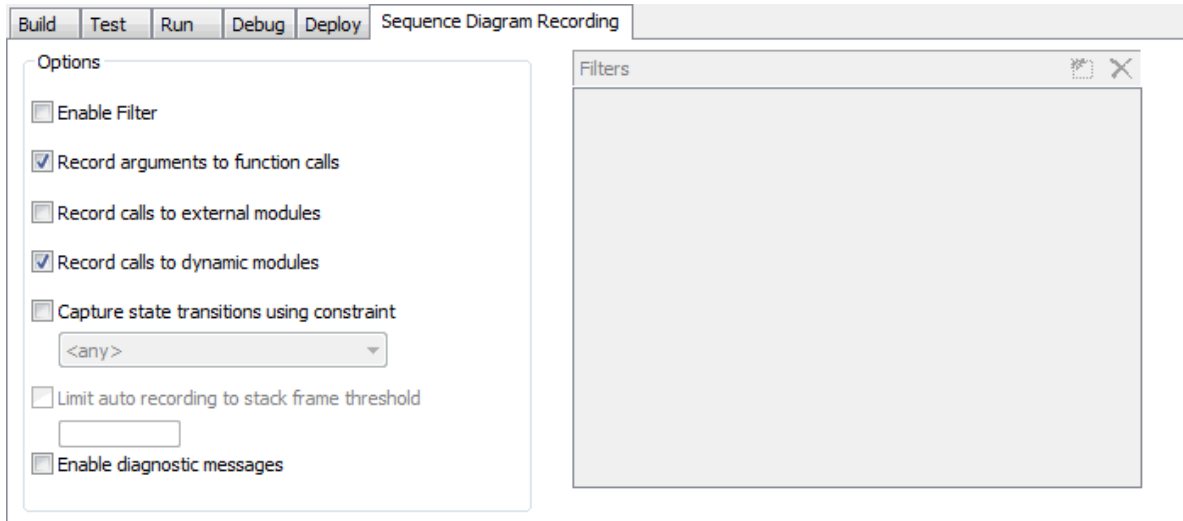 Build Test Run Debug Deploy Sequence Diagram Recording
Options
Filters
Enable Filter
Record arguments to function calls
Record calls to external modules
Record calls to dynamic modules
Capture state transitions using constraint
<any>
Limit auto recording to stack frame threshold
Enable diagnostic messages